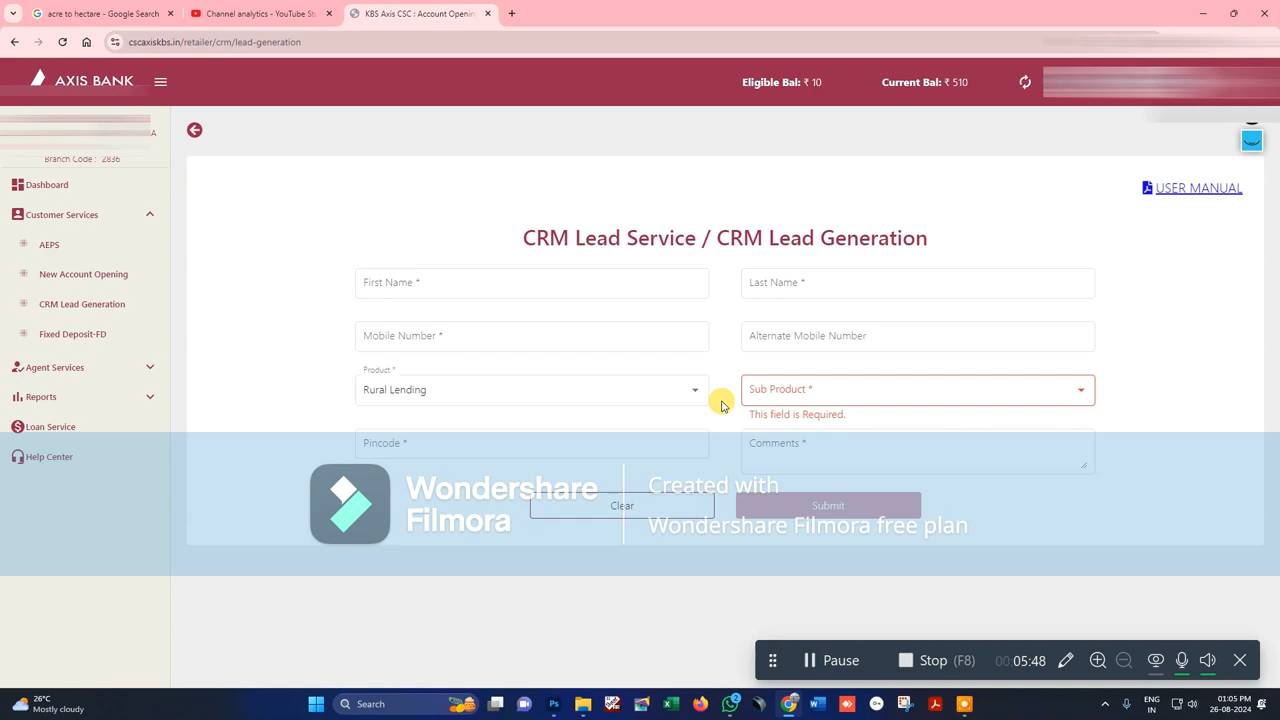 acre to hectare - Google Search
Channel analytics - YouTube St
KBS Axis CSC : Account Opening
cscaxiskbs.in/retailer/crm/lead-generation
AXIS BANK
Eligible Bal: ₹ 10
Current Bal: ₹ 510
A
Branch Code : 2836
Dashboard
Customer Services
AEPS
New Account Opening
CRM Lead Generation
Fixed Deposit-FD
Agent Services
Reports
Loan Service
Help Center
USER MANUAL
CRM Lead Service / CRM Lead Generation
First Name *
Last Name *
Mobile Number *
Alternate Mobile Number
Product *
Rural Lending
Sub Product *
This field is Required.
Pincode *
Comments *
Clear
Submit
Wondershare
Filmora
Created with
Wondershare Filmora free plan
Pause
Stop (F8)
00:05:48
26°C
Mostly cloudy
Search
2
ENG
IN
01:05 PM
26-08-2024